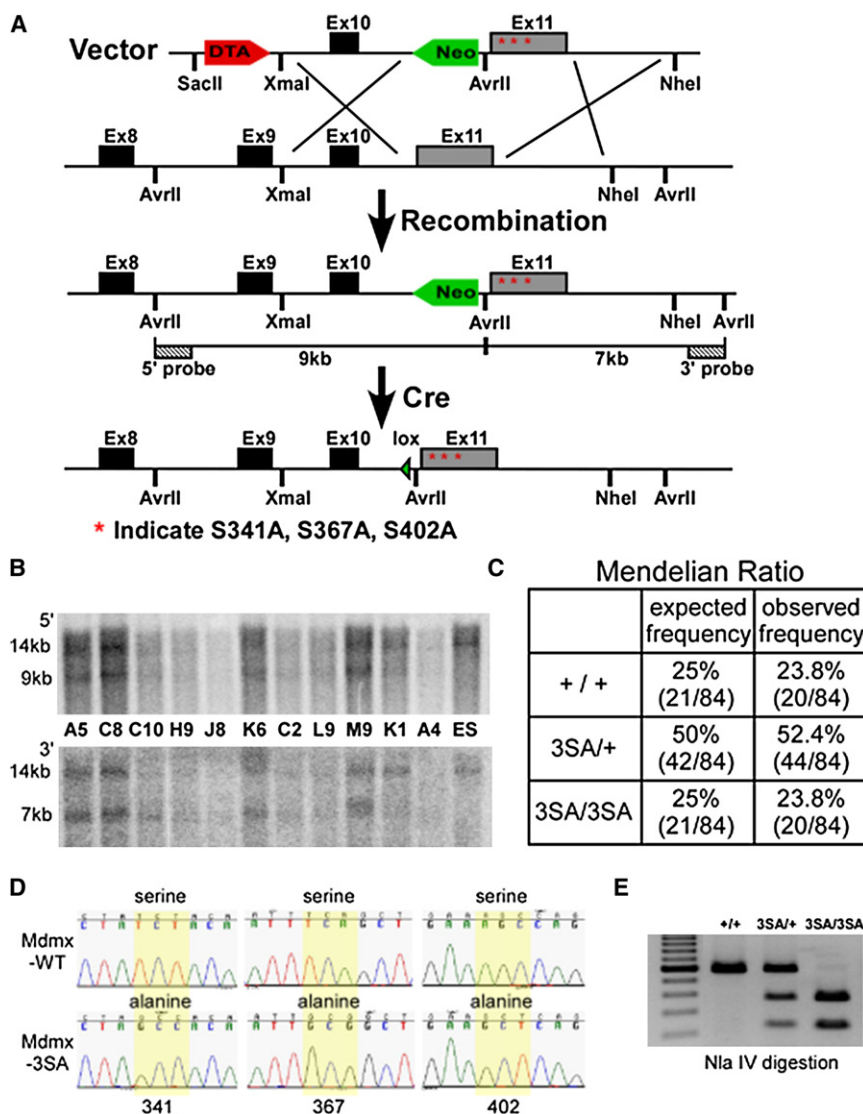 A
Vector
DTA
Ex10
Neo
Ex11
* * *
SacII
XmaI
AvrII
NheI
Ex8
Ex9
Ex10
Ex11
AvrII
XmaI
NheI
AvrII
Recombination
Ex8
Ex9
Ex10
Neo
Ex11
* * *
AvrII
XmaI
AvrII
NheI
AvrII
5' probe
9kb
7kb
3' probe
Cre
Ex8
Ex9
Ex10
lox
Ex11
* * *
AvrII
XmaI
AvrII
NheI
AvrII
* Indicate S341A, S367A, S402A
B
5'
14kb
9kb
A5 C8 C10 H9 J8 K6 C2 L9 M9 K1 A4 ES
3'
14kb
7kb
C
Mendelian Ratio
expected frequency
observed frequency
+ / +
25% (21/84)
23.8% (20/84)
3SA/+
50% (42/84)
52.4% (44/84)
3SA/3SA
25% (21/84)
23.8% (20/84)
D
serine
serine
serine
Mdmx
-WT
C T A T C T A C A
A T T T C A G C T
G A A A G C C A G
alanine
alanine
alanine
Mdmx
-3SA
C T A G C C A C A
A T T G C G G C T
G A A G C T C A G
341
367
402
E
+/+
3SA/+
3SA/3SA
Nla IV digestion